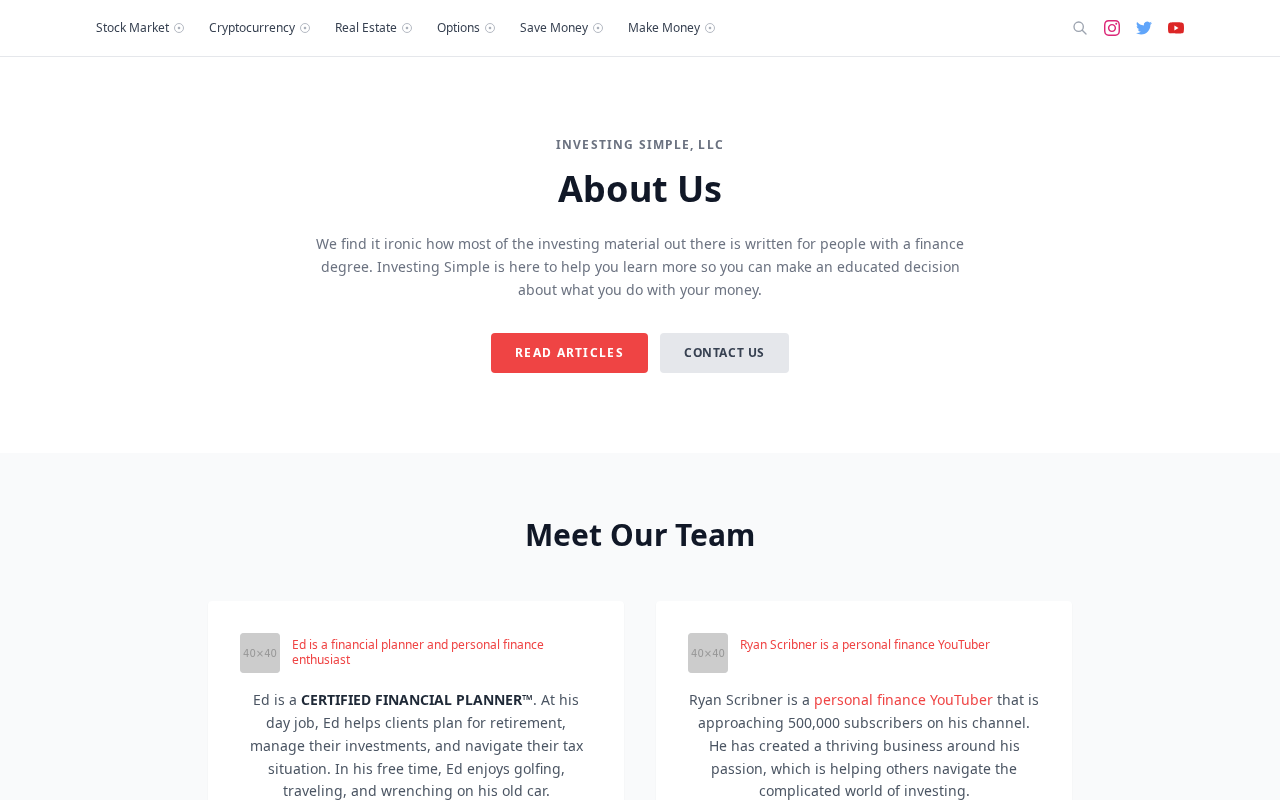 Stock Market Cryptocurrency Real Estate Options Save Money Make Money
INVESTING SIMPLE, LLC
About Us
We find it ironic how most of the investing material out there is written for people with a finance
degree. Investing Simple is here to help you learn more so you can make an educated decision
about what you do with your money.
READ ARTICLES CONTACT US
Meet Our Team
40×40
Ed is a financial planner and personal finance
enthusiast
Ed is a CERTIFIED FINANCIAL PLANNER™. At his
day job, Ed helps clients plan for retirement,
manage their investments, and navigate their tax
situation. In his free time, Ed enjoys golfing,
traveling, and wrenching on his old car.
40×40
Ryan Scribner is a personal finance YouTuber
Ryan Scribner is a personal finance YouTuber that is
approaching 500,000 subscribers on his channel.
He has created a thriving business around his
passion, which is helping others navigate the
complicated world of investing.